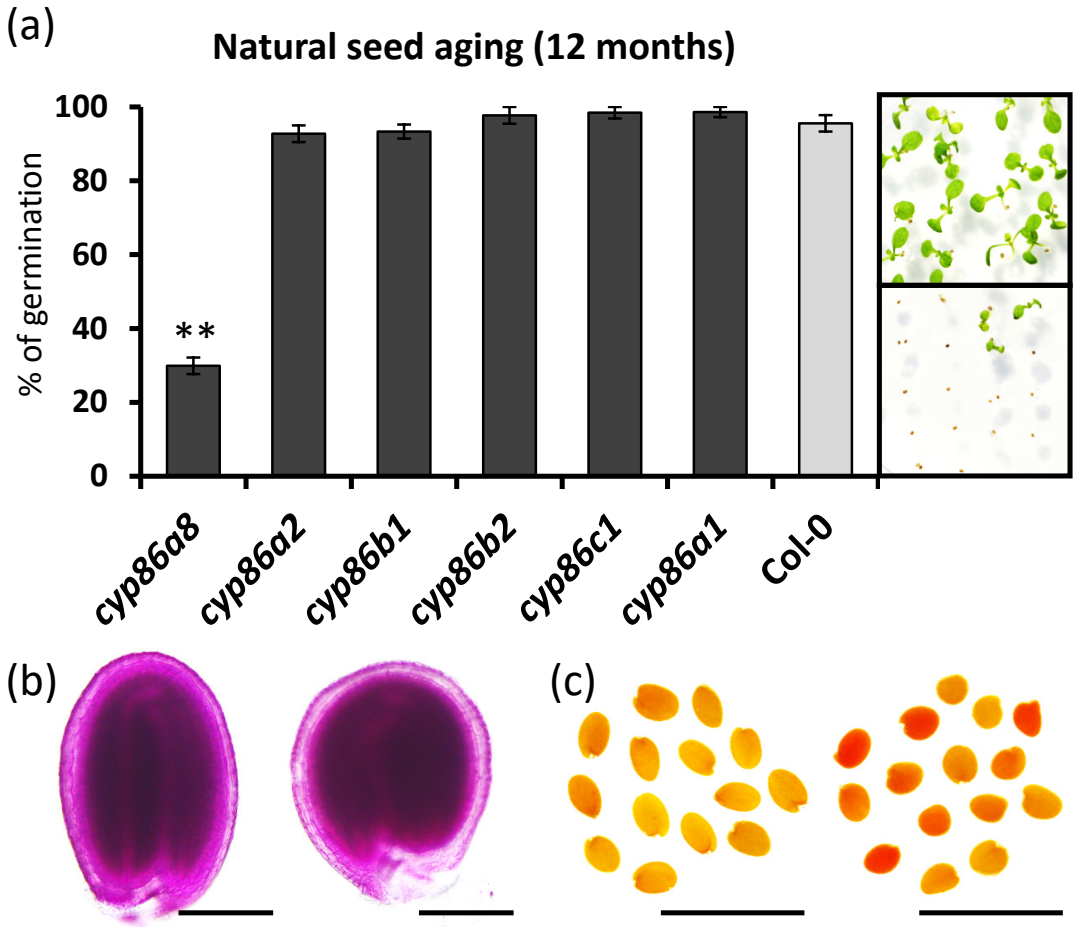 (a)
Natural seed aging (12 months)
% of germination
100
80
60
40
20
0
**
cyp86a8
cyp86a2
cyp86b1
cyp86b2
cyp86c1
cyp86a1
Col-0
(b)
(c)